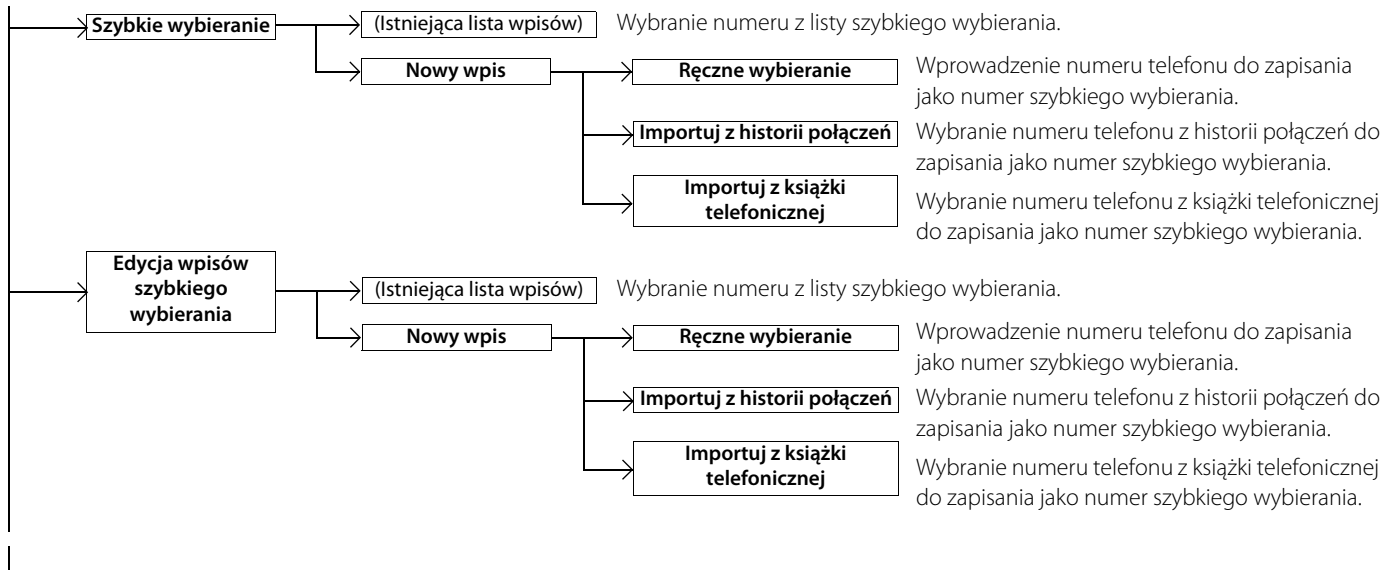 Szybkie wybieranie
(Istniejąca lista wpisów)
Wybranie numeru z listy szybkiego wybierania.
Nowy wpis
Ręczne wybieranie
Wprowadzenie numeru telefonu do zapisania
jako numer szybkiego wybierania.
Importuj z historii połączeń
Wybranie numeru telefonu z historii połączeń do
zapisania jako numer szybkiego wybierania.
Importuj z książki
telefonicznej
Wybranie numeru telefonu z książki telefonicznej
do zapisania jako numer szybkiego wybierania.
Edycja wpisów
szybkiego
wybierania
(Istniejąca lista wpisów)
Wybranie numeru z listy szybkiego wybierania.
Nowy wpis
Ręczne wybieranie
Wprowadzenie numeru telefonu do zapisania
jako numer szybkiego wybierania.
Importuj z historii połączeń
Wybranie numeru telefonu z historii połączeń do
zapisania jako numer szybkiego wybierania.
Importuj z książki
telefonicznej
Wybranie numeru telefonu z książki telefonicznej
do zapisania jako numer szybkiego wybierania.